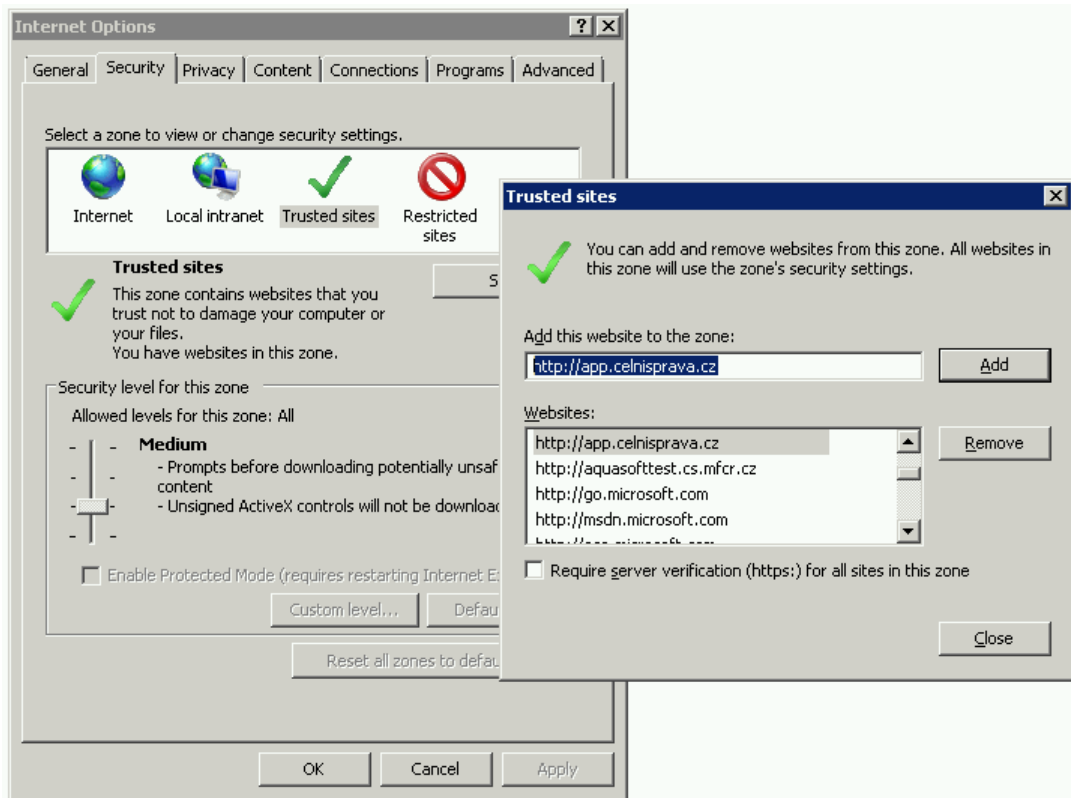 Internet Options
General Security Privacy Content Connections Programs Advanced
Select a zone to view or change security settings.
Internet Local intranet Trusted sites Restricted sites
Trusted sites
This zone contains websites that you
trust not to damage your computer or
your files.
You have websites in this zone.
S
Security level for this zone
Allowed levels for this zone: All
Medium
- Prompts before downloading potentially unsaf
content
- Unsigned ActiveX controls will not be downloa
Enable Protected Mode (requires restarting Internet E
Custom level... Defau
Reset all zones to defau
OK Cancel Apply
Trusted sites
You can add and remove websites from this zone. All websites in
this zone will use the zone's security settings.
Add this website to the zone:
http://app.celnisprava.cz Add
Websites:
http://app.celnisprava.cz Remove
http://aquasofttest.cs.mfcr.cz
http://go.microsoft.com
http://msdn.microsoft.com
Require server verification (https:) for all sites in this zone
Close